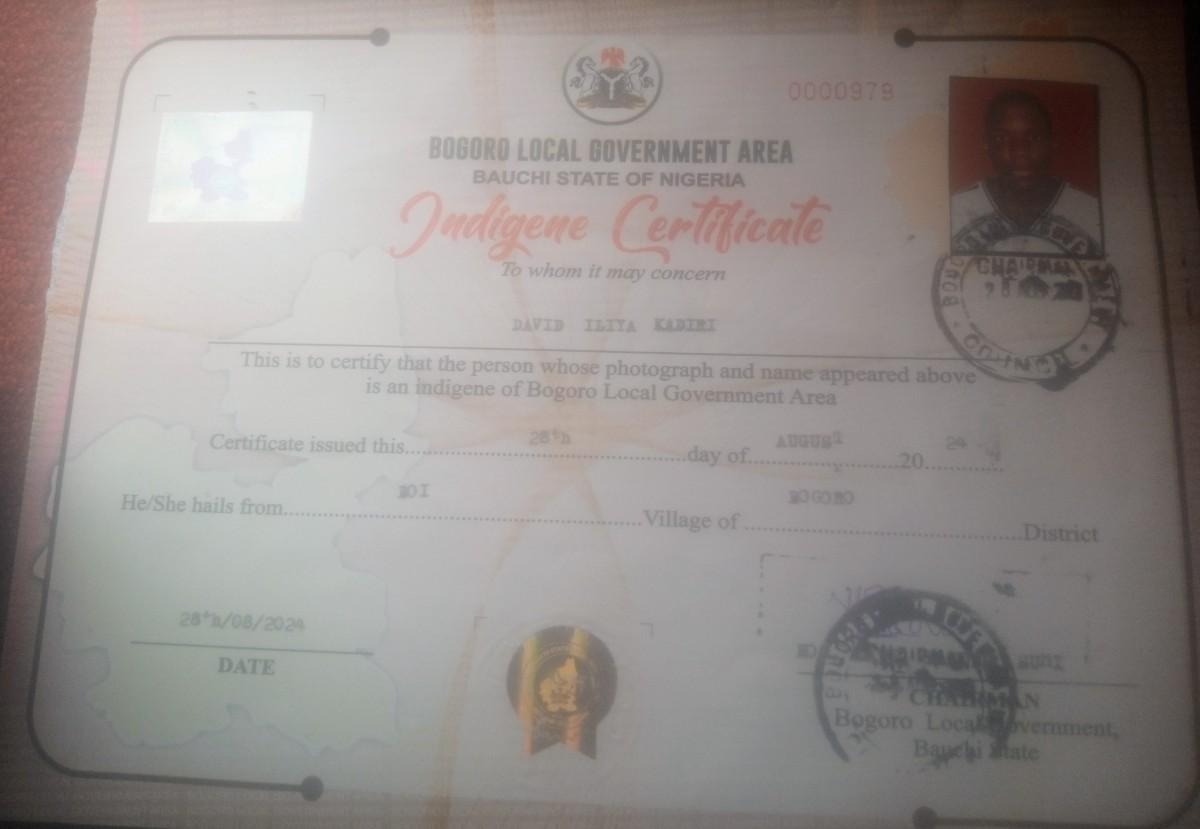 0000979
BOGORO LOCAL GOVERNMENT AREA
BAUCHI STATE OF NIGERIA
Indigene Certificate
To whom it may concern
DAVID ILIYA KADIRI
This is to certify that the person whose photograph and name appeared above
is an indigene of Bogoro Local Government Area
Certificate issued this 28th day of AUGUST 20 24
He/She hails from BOI Village of BOGORO District
28th/08/2024
DATE
CHAIRMAN
CHAIRMAN
CHAIRMAN
Bogoro Local Government,
Bauchi State